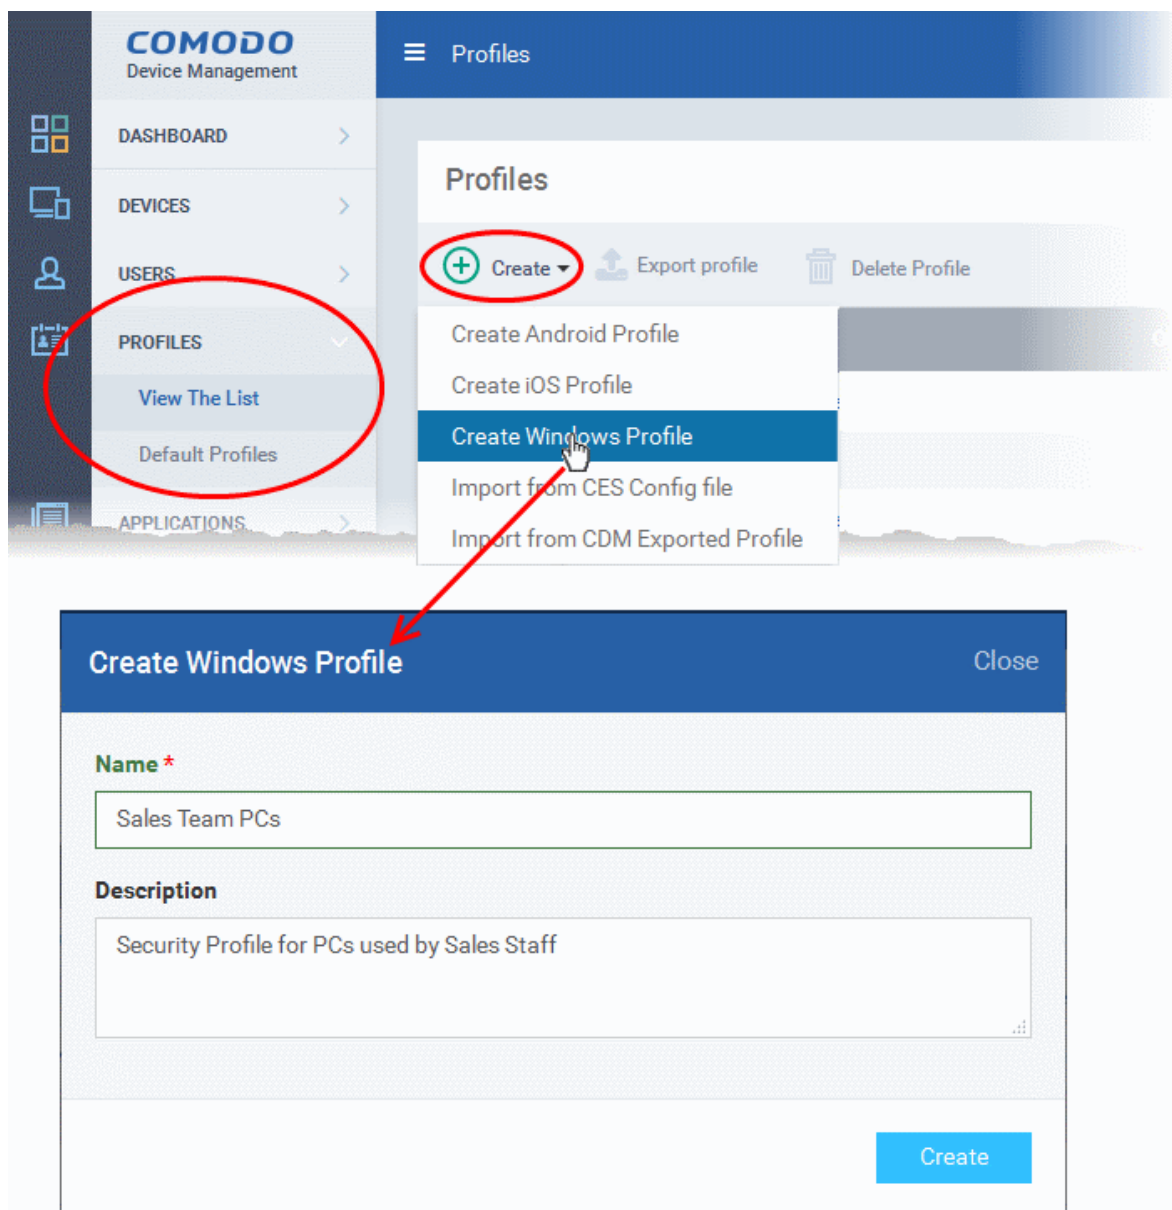 COMODO
Device Management
Profiles
DASHBOARD
DEVICES
USERS
PROFILES
View The List
Default Profiles
APPLICATIONS
Profiles
Create
Export profile
Delete Profile
Create Android Profile
Create iOS Profile
Create Windows Profile
Import from CES Config file
Import from CDM Exported Profile
Create Windows Profile
Close
Name *
Sales Team PCs
Description
Security Profile for PCs used by Sales Staff
Create